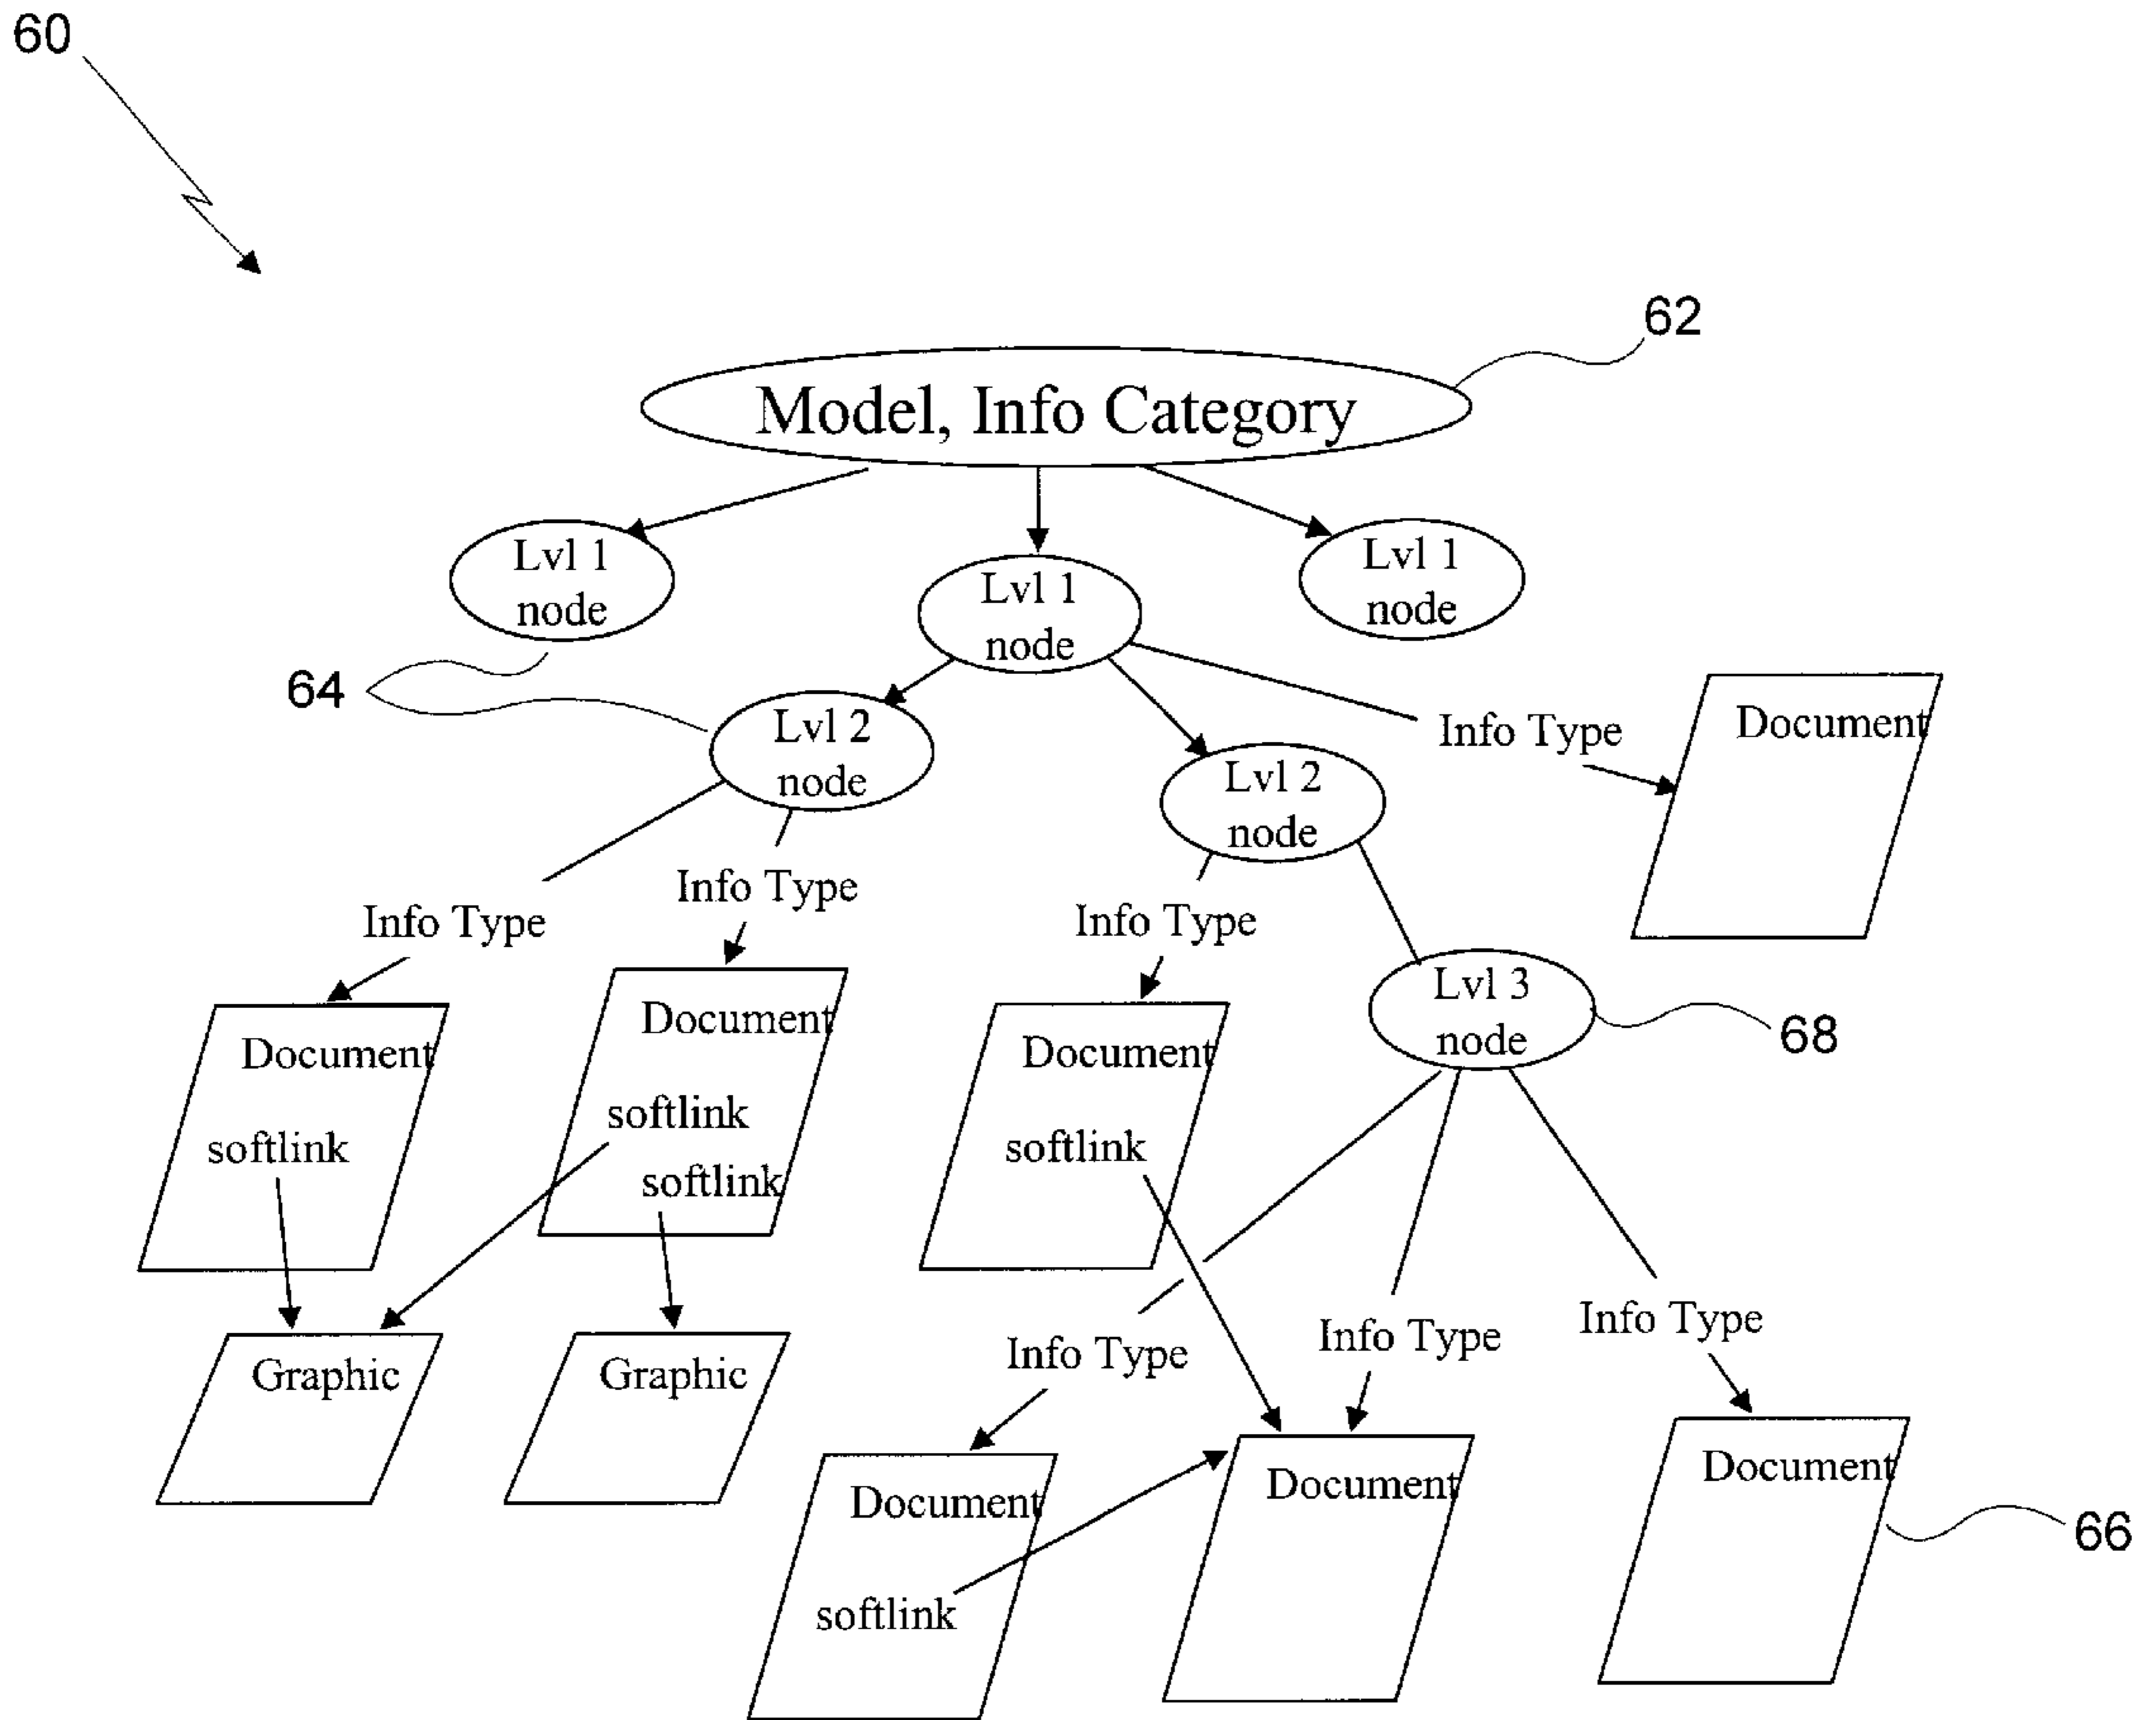 60
62
Model, Info Category
Lvl 1
node
Lvl 1
node
Lvl 1
node
64
Lvl 2
node
Info Type
Document
Lvl 2
node
Info Type
Info Type
Info Type
Lvl 3
node
68
Document
softlink
Document
softlink
softlink
Document
softlink
Info Type
Info Type
Info Type
Graphic
Graphic
Document
softlink
Document
Document
66